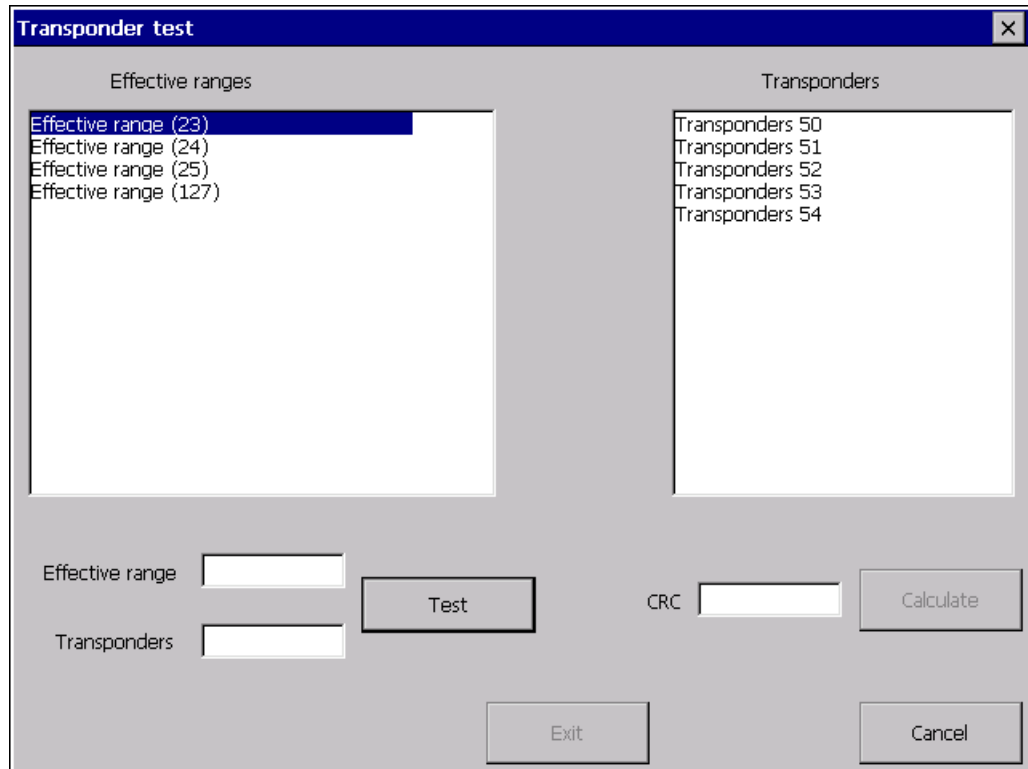 Transponder test
Effective ranges
Transponders
Effective range (23)
Effective range (24)
Effective range (25)
Effective range (127)
Transponders 50
Transponders 51
Transponders 52
Transponders 53
Transponders 54
Effective range
Transponders
Test
CRC
Calculate
Exit
Cancel